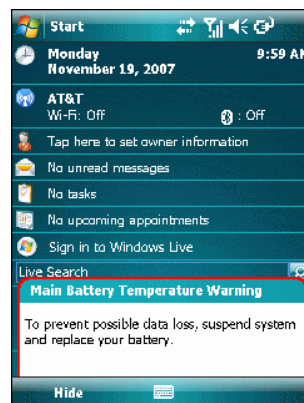 Start
Monday 9:59 AM
November 19, 2007
AT&T
Wi-Fi: Off : Off
Tap here to set owner information
No unread messages
No tasks
No upcoming appointments
Sign in to Windows Live
Live Search
Main Battery Temperature Warning
To prevent possible data loss, suspend system
and replace your battery.
Hide